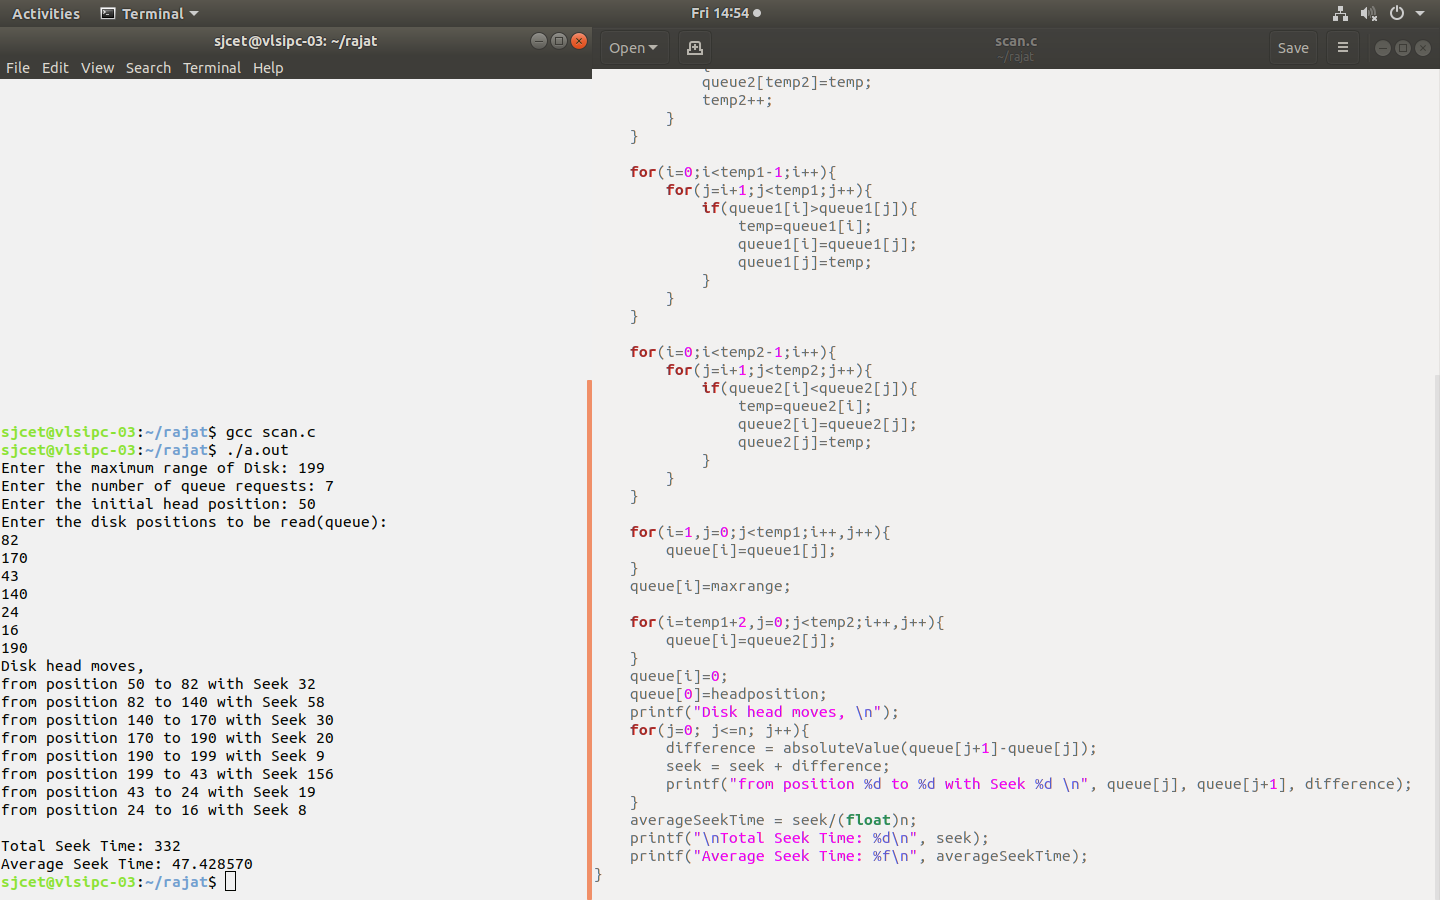 Activities Terminal Fri 14:54
sjcet@vlsipc-03: ~/rajat
File Edit View Search Terminal Help
sjcet@vlsipc-03:~/rajat$ gcc scan.c
sjcet@vlsipc-03:~/rajat$ ./a.out
Enter the maximum range of Disk: 199
Enter the number of queue requests: 7
Enter the initial head position: 50
Enter the disk positions to be read(queue):
82
170
43
140
24
16
190
Disk head moves,
from position 50 to 82 with Seek 32
from position 82 to 140 with Seek 58
from position 140 to 170 with Seek 30
from position 170 to 190 with Seek 20
from position 190 to 199 with Seek 9
from position 199 to 43 with Seek 156
from position 43 to 24 with Seek 19
from position 24 to 16 with Seek 8
Total Seek Time: 332
Average Seek Time: 47.428570
sjcet@vlsipc-03:~/rajat$
Open scan.c Save
~/rajat
{
queue2[temp2]=temp;
temp2++;
}
}
for(i=0;i<temp1-1;i++){
for(j=i+1;j<temp1;j++){
if(queue1[i]>queue1[j]){
temp=queue1[i];
queue1[i]=queue1[j];
queue1[j]=temp;
}
}
}
for(i=0;i<temp2-1;i++){
for(j=i+1;j<temp2;j++){
if(queue2[i]<queue2[j]){
temp=queue2[i];
queue2[i]=queue2[j];
queue2[j]=temp;
}
}
}
for(i=1,j=0;j<temp1;i++,j++){
queue[i]=queue1[j];
}
queue[i]=maxrange;
for(i=temp1+2,j=0;j<temp2;i++,j++){
queue[i]=queue2[j];
}
queue[i]=0;
queue[0]=headposition;
printf("Disk head moves, \n");
for(j=0; j<=n; j++){
difference = absoluteValue(queue[j+1]-queue[j]);
seek = seek + difference;
printf("from position %d to %d with Seek %d \n", queue[j], queue[j+1], difference);
}
averageSeekTime = seek/(float)n;
printf("\nTotal Seek Time: %d\n", seek);
printf("Average Seek Time: %f\n", averageSeekTime);
}